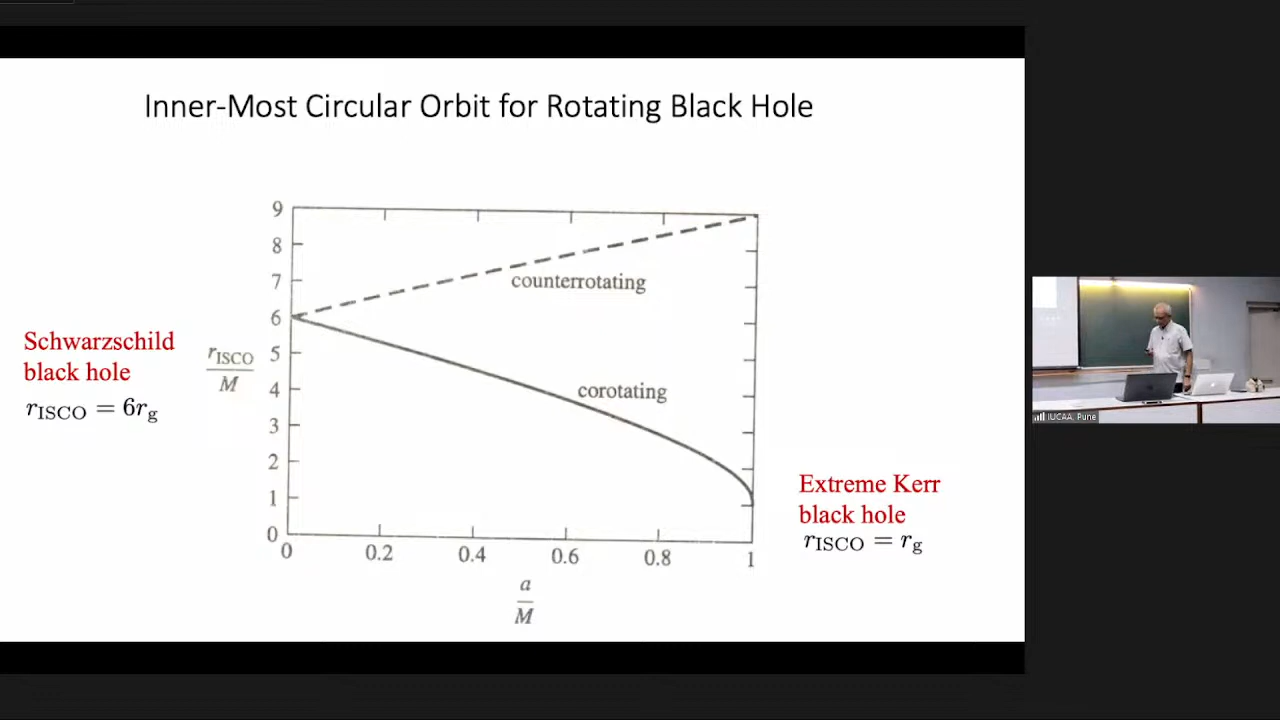 Inner-Most Circular Orbit for Rotating Black Hole
9
8
7
6
5
4
3
2
1
0
r_ISCO
M
counterrotating
corotating
0 0.2 0.4 0.6 0.8 1
a
M
Schwarzschild
black hole
r_ISCO = 6r_g
Extreme Kerr
black hole
r_ISCO = r_g
IUCAA, Pune